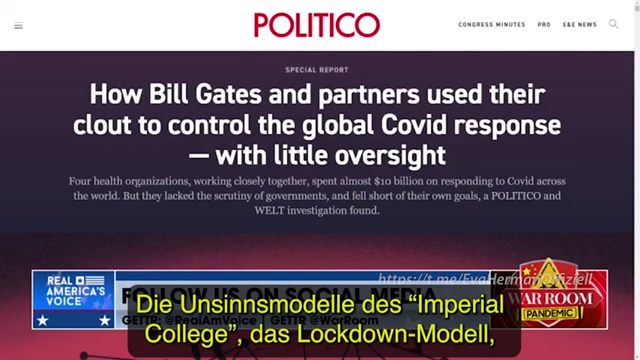 POLITICO
CONGRESS MINUTES PRO E&E NEWS
SPECIAL REPORT
How Bill Gates and partners used their
clout to control the global Covid response
— with little oversight
Four health organizations, working closely together, spent almost $10 billion on responding to Covid across
the world. But they lacked the scrutiny of governments, and fell short of their own goals, a POLITICO and
WELT investigation found.
https://t.me/EvaHermanOffiziell
REAL
AMERICA'S
VOICE
FOLLOW US ON SOCIAL
GETTR: @RealAmVoice GETTR @WarRoom
WAR ROOM
PANDEMIC
Die Unsinnsmodelle des “Imperial
College”, das Lockdown-Modell,